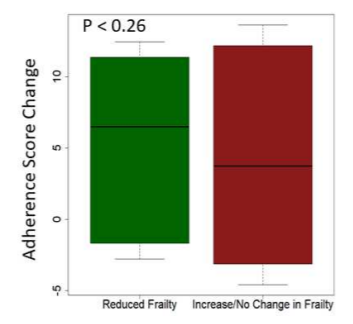 P < 0.26
Adherence Score Change
10
5
0
-5
Reduced Frailty
Increase/No Change in Frailty